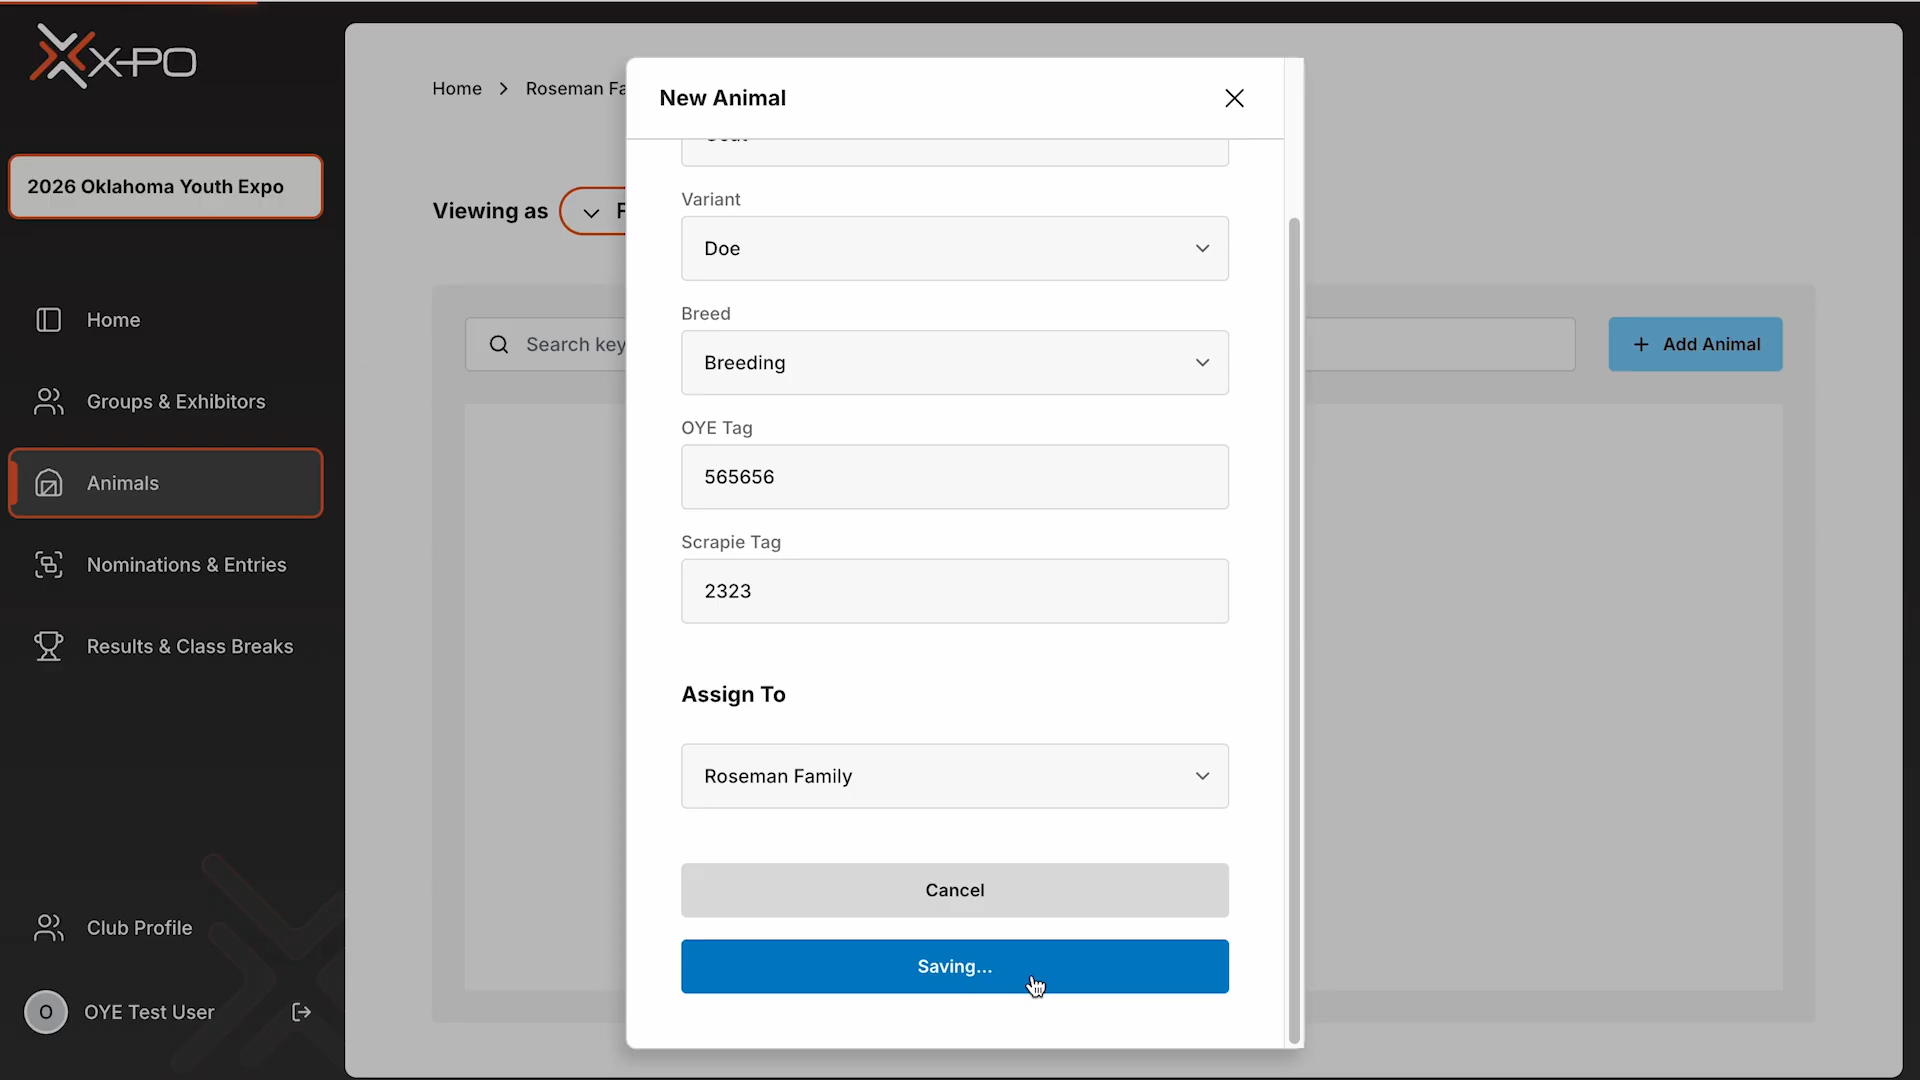 X-PO
2026 Oklahoma Youth Expo
Home
Groups & Exhibitors
Animals
Nominations & Entries
Results & Class Breaks
Club Profile
O
OYE Test User
Home > Roseman Fa
Viewing as
Search key
+ Add Animal
New Animal
Variant
Doe
Breed
Breeding
OYE Tag
565656
Scrapie Tag
2323
Assign To
Roseman Family
Cancel
Saving...